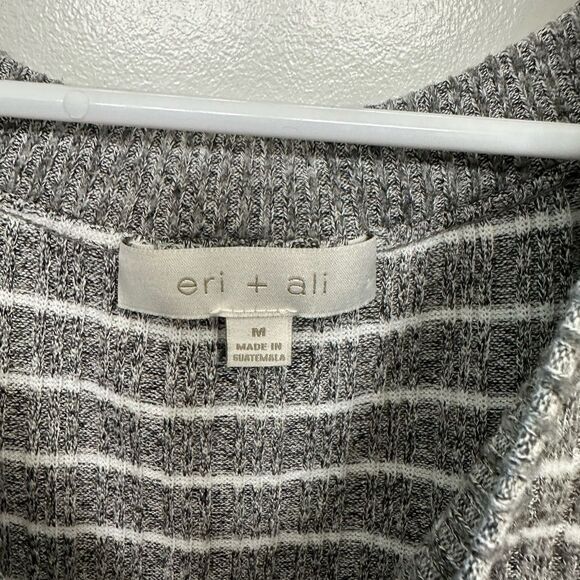 eri + ali
M
MADE IN
GUATEMALA